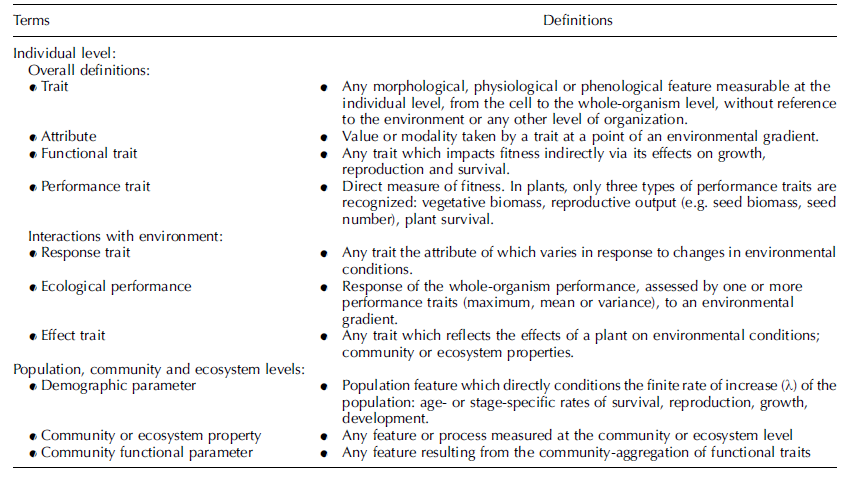 Terms Definitions
Individual level:
Overall definitions:
• Trait • Any morphological, physiological or phenological feature measurable at the
individual level, from the cell to the whole-organism level, without reference
to the environment or any other level of organization.
• Attribute • Value or modality taken by a trait at a point of an environmental gradient.
• Functional trait • Any trait which impacts fitness indirectly via its effects on growth,
reproduction and survival.
• Performance trait • Direct measure of fitness. In plants, only three types of performance traits are
recognized: vegetative biomass, reproductive output (e.g. seed biomass, seed
number), plant survival.
Interactions with environment:
• Response trait • Any trait the attribute of which varies in response to changes in environmental
conditions.
• Ecological performance • Response of the whole-organism performance, assessed by one or more
performance traits (maximum, mean or variance), to an environmental
gradient.
• Effect trait • Any trait which reflects the effects of a plant on environmental conditions;
community or ecosystem properties.
Population, community and ecosystem levels:
• Demographic parameter • Population feature which directly conditions the finite rate of increase (λ) of the
population: age- or stage-specific rates of survival, reproduction, growth,
development.
• Community or ecosystem property • Any feature or process measured at the community or ecosystem level
• Community functional parameter • Any feature resulting from the community-aggregation of functional traits